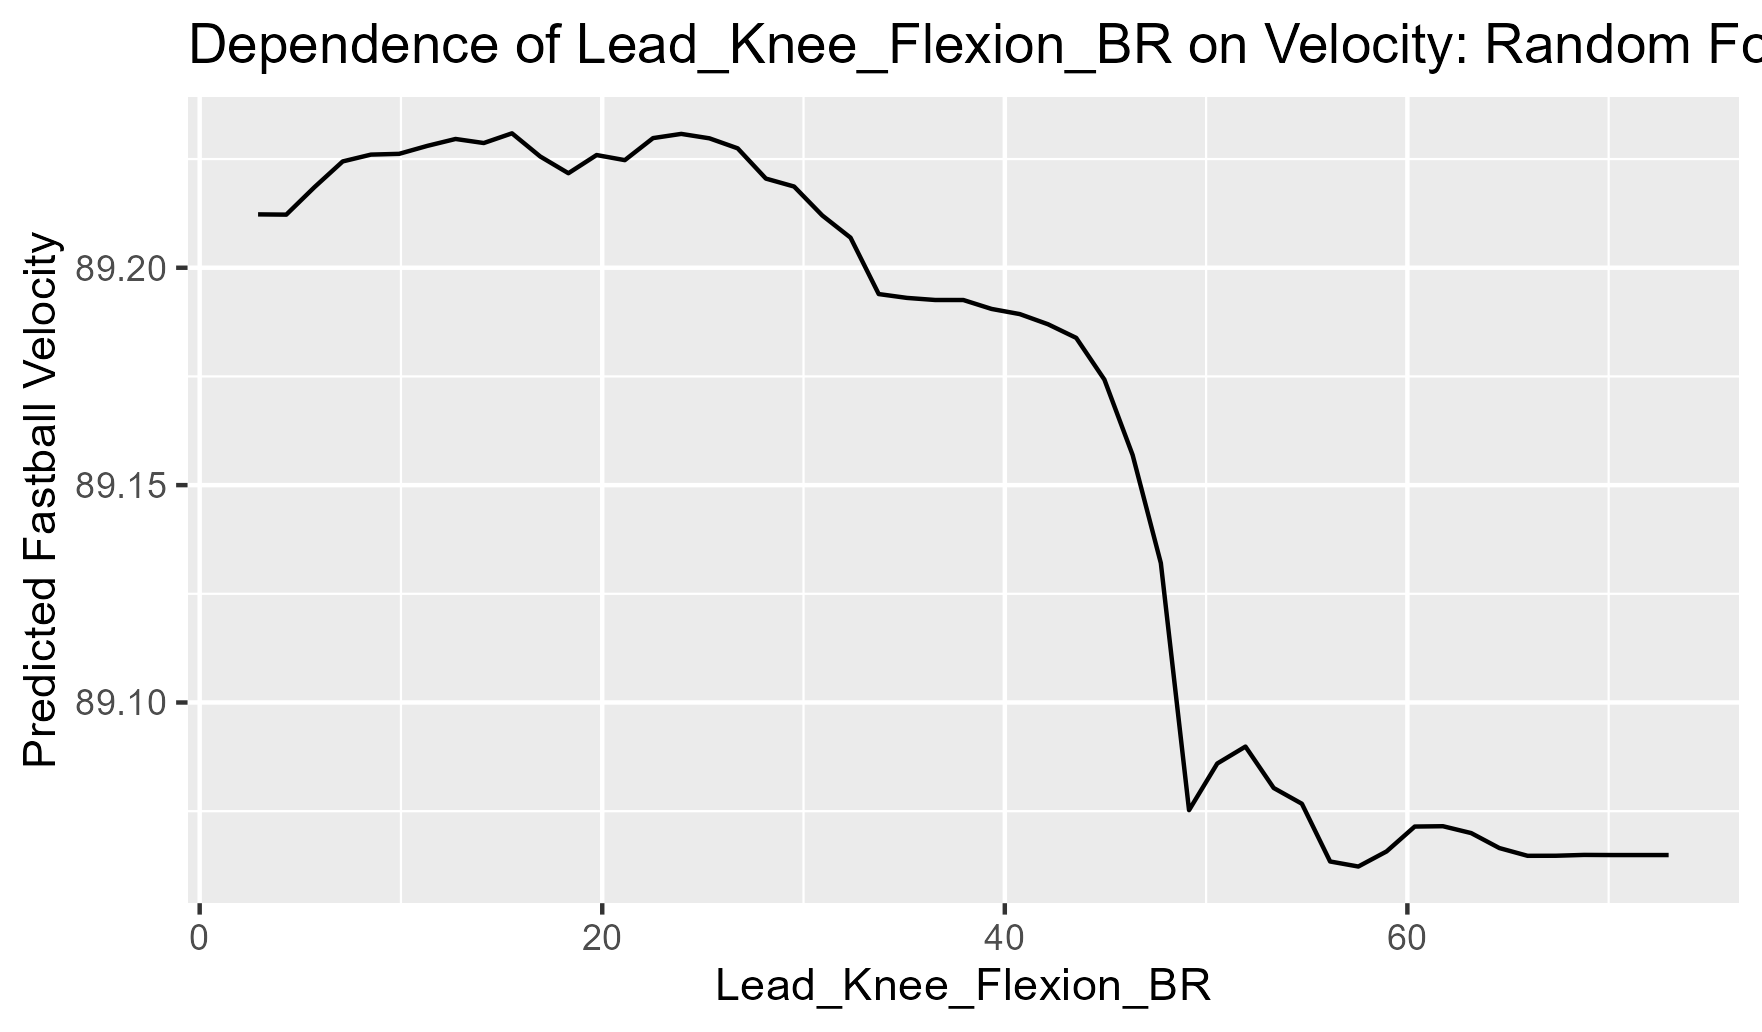 Dependence of Lead_Knee_Flexion_BR on Velocity: Random Fo
Predicted Fastball Velocity
89.20
89.15
89.10
0 20 40 60
Lead_Knee_Flexion_BR